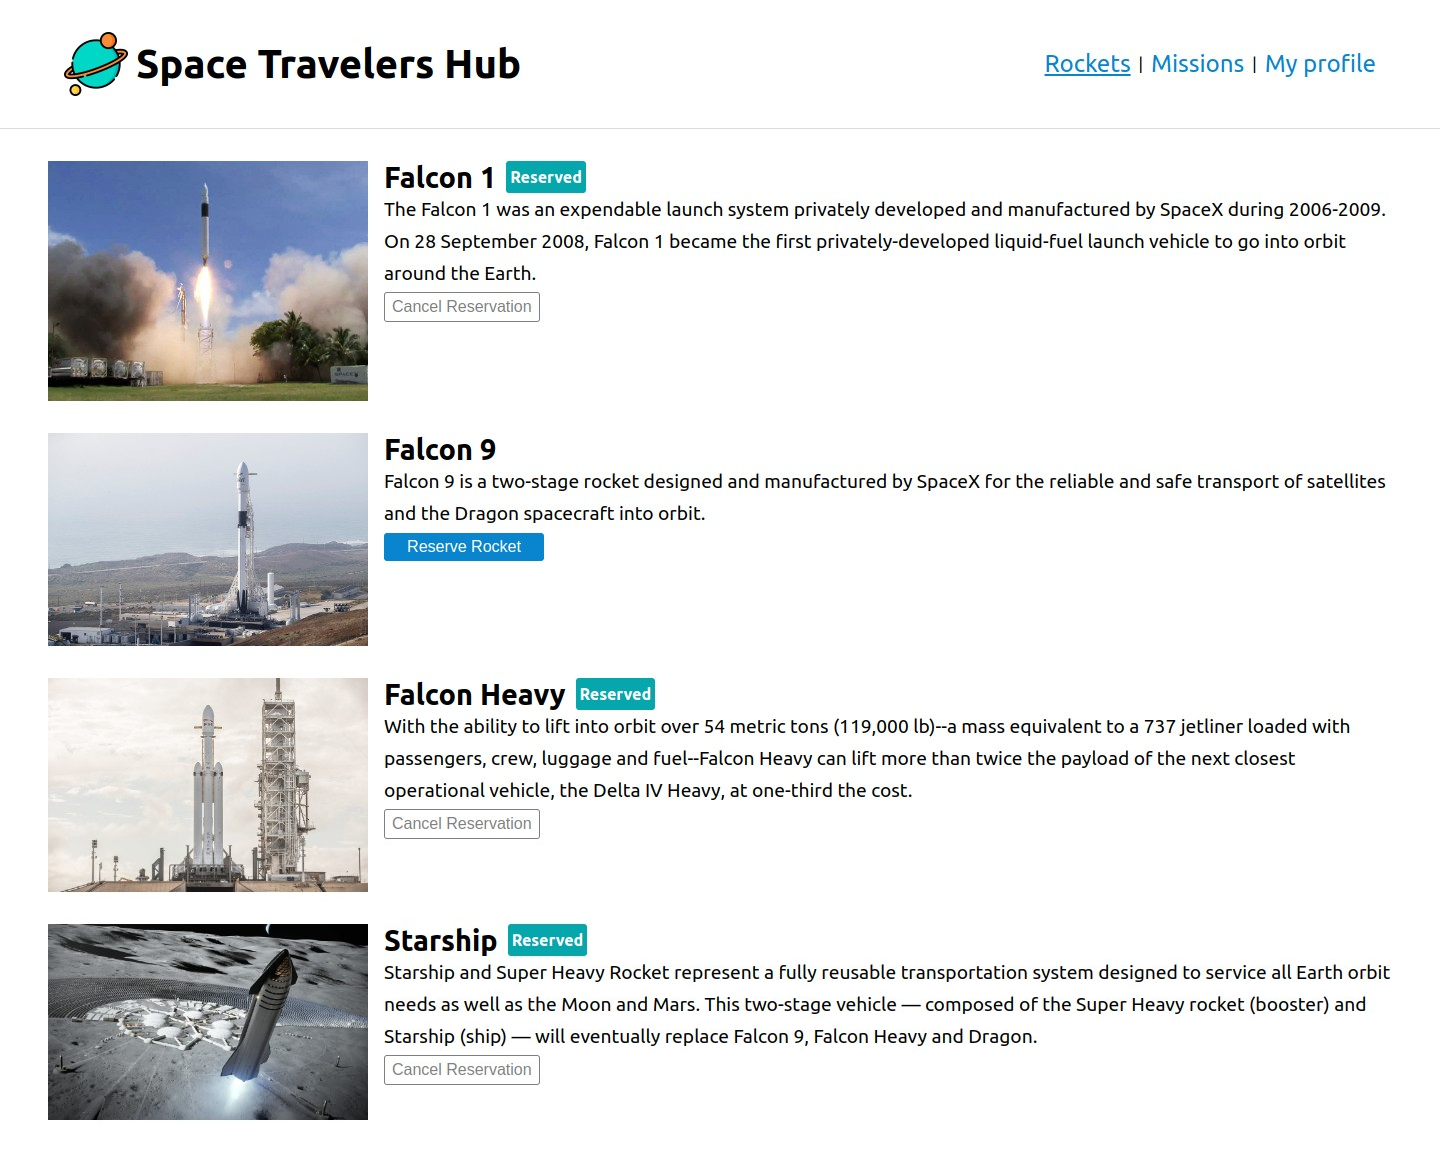 Space Travelers Hub
Rockets | Missions | My profile
Falcon 1 Reserved
The Falcon 1 was an expendable launch system privately developed and manufactured by SpaceX during 2006-2009.
On 28 September 2008, Falcon 1 became the first privately-developed liquid-fuel launch vehicle to go into orbit
around the Earth.
Cancel Reservation
Falcon 9
Falcon 9 is a two-stage rocket designed and manufactured by SpaceX for the reliable and safe transport of satellites
and the Dragon spacecraft into orbit.
Reserve Rocket
Falcon Heavy Reserved
With the ability to lift into orbit over 54 metric tons (119,000 lb)--a mass equivalent to a 737 jetliner loaded with
passengers, crew, luggage and fuel--Falcon Heavy can lift more than twice the payload of the next closest
operational vehicle, the Delta IV Heavy, at one-third the cost.
Cancel Reservation
Starship Reserved
Starship and Super Heavy Rocket represent a fully reusable transportation system designed to service all Earth orbit
needs as well as the Moon and Mars. This two-stage vehicle — composed of the Super Heavy rocket (booster) and
Starship (ship) — will eventually replace Falcon 9, Falcon Heavy and Dragon.
Cancel Reservation